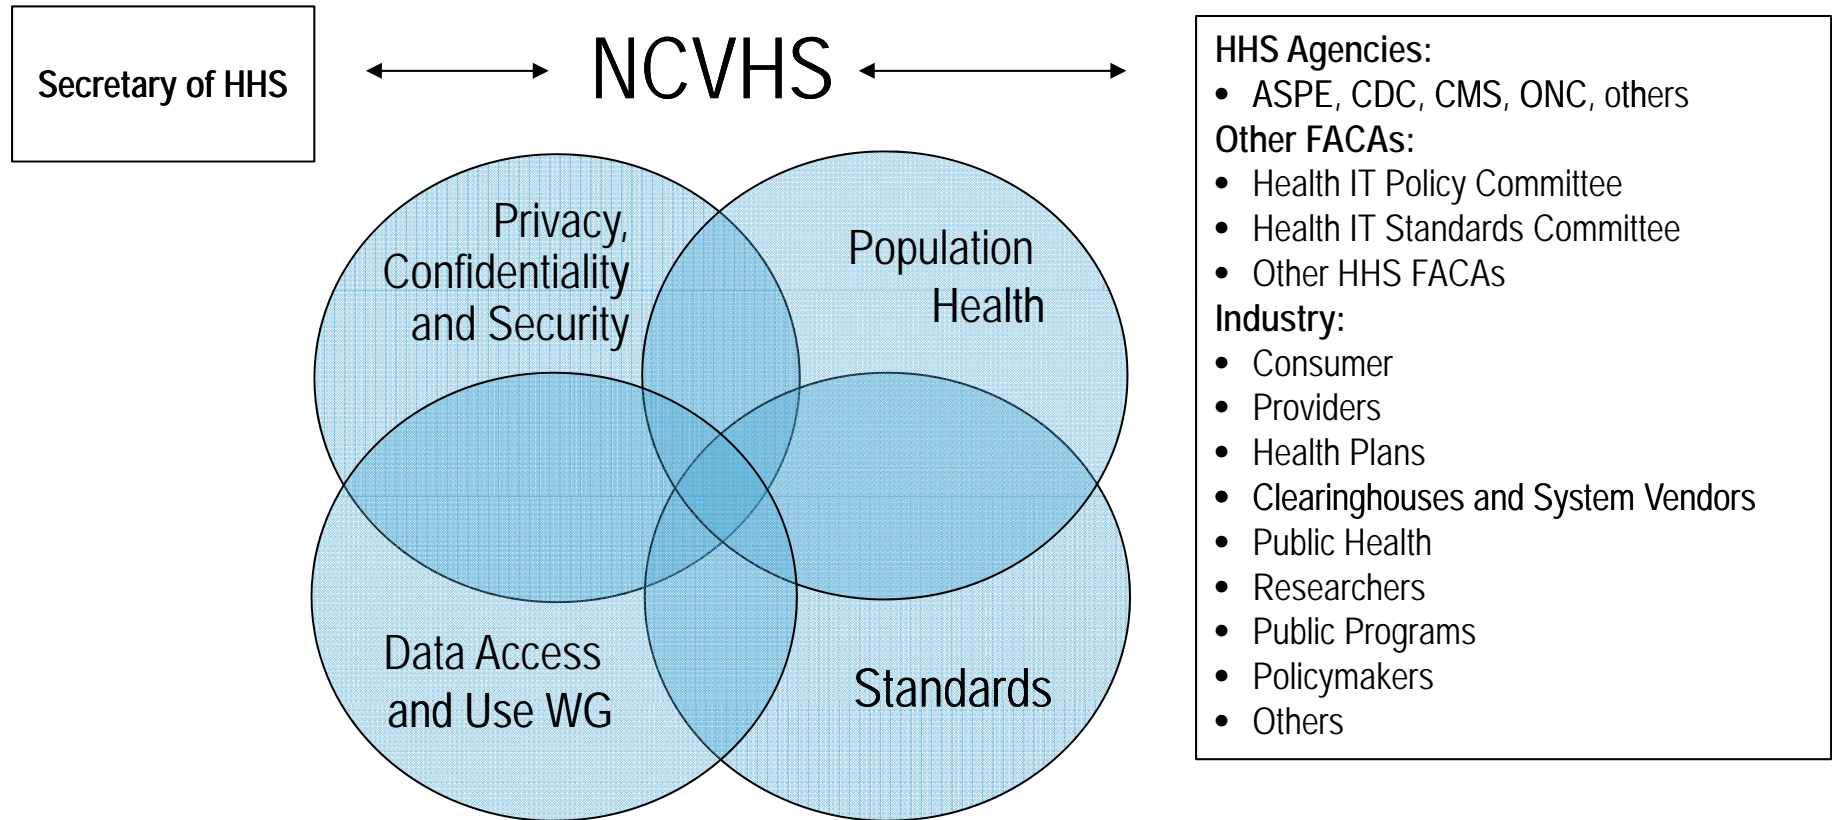 Secretary of HHS
NCVHS
Privacy,
Confidentiality
and Security
Population
Health
Data Access
and Use WG
Standards
HHS Agencies:
• ASPE, CDC, CMS, ONC, others
Other FACAs:
• Health IT Policy Committee
• Health IT Standards Committee
• Other HHS FACAs
Industry:
• Consumer
• Providers
• Health Plans
• Clearinghouses and System Vendors
• Public Health
• Researchers
• Public Programs
• Policymakers
• Others